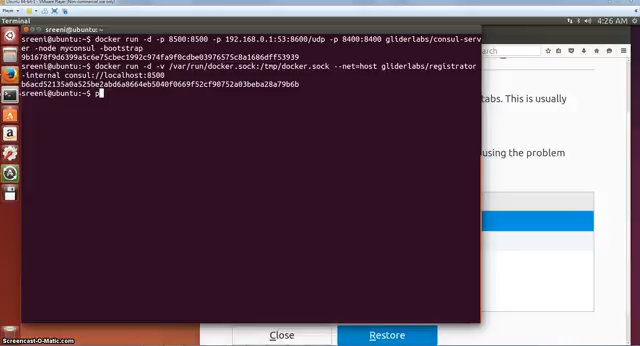 Ubuntu 64-bit-1 - VMware Player (Non-commercial use only)
Player
Terminal
4:26 AM
sreeni@ubuntu: ~
sreeni@ubuntu:~$ docker run -d -p 8500:8500 -p 192.168.0.1:53:8600/udp -p 8400:8400 gliderlabs/consul-serv
er -node myconsul -bootstrap
9b1678f9d6399a5c6e75c3becc1992c974fa9f0cdbe03976575c8a1686dff53939
sreeni@ubuntu:~$ docker run -d -v /var/run/docker.sock:/tmp/docker.sock --net=host gliderlabs/registrator
-internal consul://localhost:8500
b6acd52135a0a525be2abd6a8664eb5040f0669f52cf90752a03beba28a79b6b
sreeni@ubuntu:~$ p
tabs. This is usually
using the problem
Close
Restore
Screencast-O-Matic.com